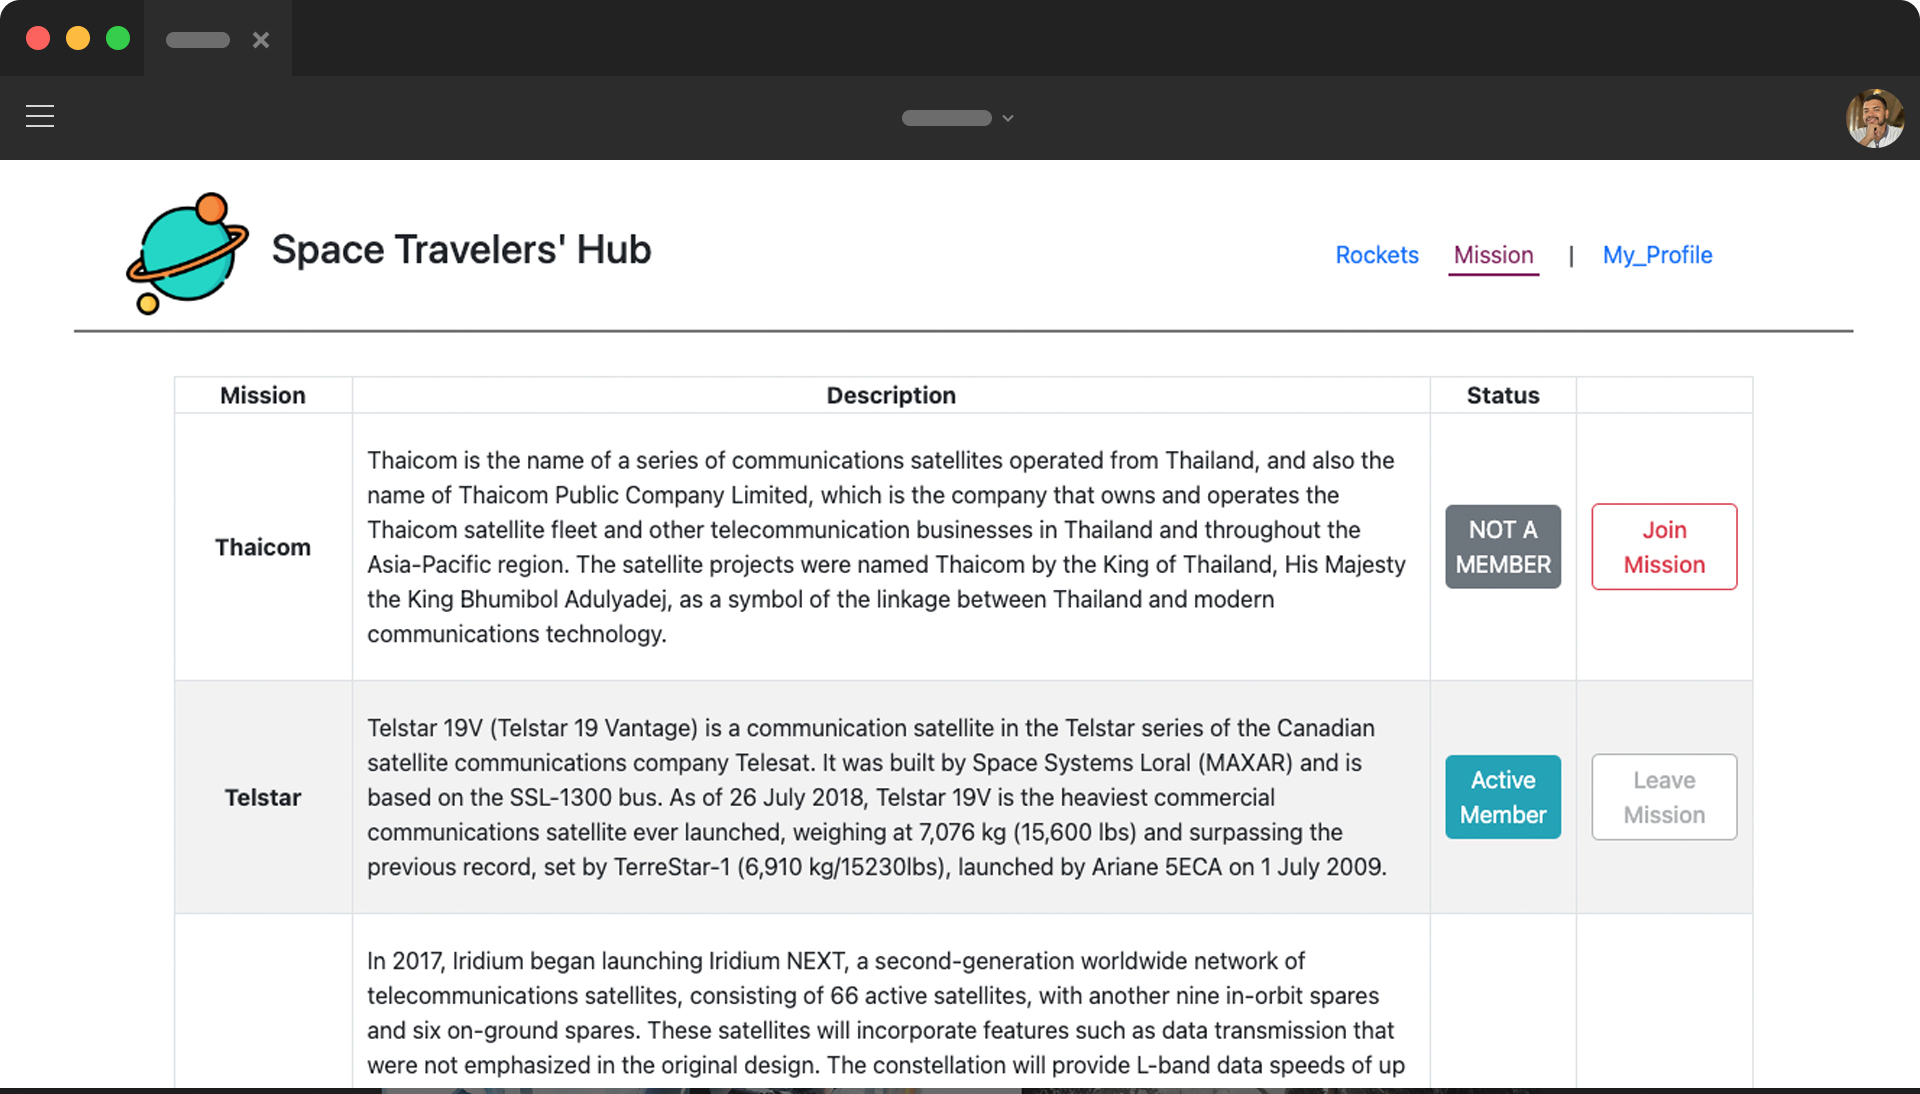 Space Travelers' Hub
Rockets Mission | My_Profile
Mission Description Status
Thaicom
Thaicom is the name of a series of communications satellites operated from Thailand, and also the
name of Thaicom Public Company Limited, which is the company that owns and operates the
Thaicom satellite fleet and other telecommunication businesses in Thailand and throughout the
Asia-Pacific region. The satellite projects were named Thaicom by the King of Thailand, His Majesty
the King Bhumibol Adulyadej, as a symbol of the linkage between Thailand and modern
communications technology.
NOT A
MEMBER
Join
Mission
Telstar
Telstar 19V (Telstar 19 Vantage) is a communication satellite in the Telstar series of the Canadian
satellite communications company Telesat. It was built by Space Systems Loral (MAXAR) and is
based on the SSL-1300 bus. As of 26 July 2018, Telstar 19V is the heaviest commercial
communications satellite ever launched, weighing at 7,076 kg (15,600 lbs) and surpassing the
previous record, set by TerreStar-1 (6,910 kg/15230lbs), launched by Ariane 5ECA on 1 July 2009.
Active
Member
Leave
Mission
In 2017, Iridium began launching Iridium NEXT, a second-generation worldwide network of
telecommunications satellites, consisting of 66 active satellites, with another nine in-orbit spares
and six on-ground spares. These satellites will incorporate features such as data transmission that
were not emphasized in the original design. The constellation will provide L-band data speeds of up